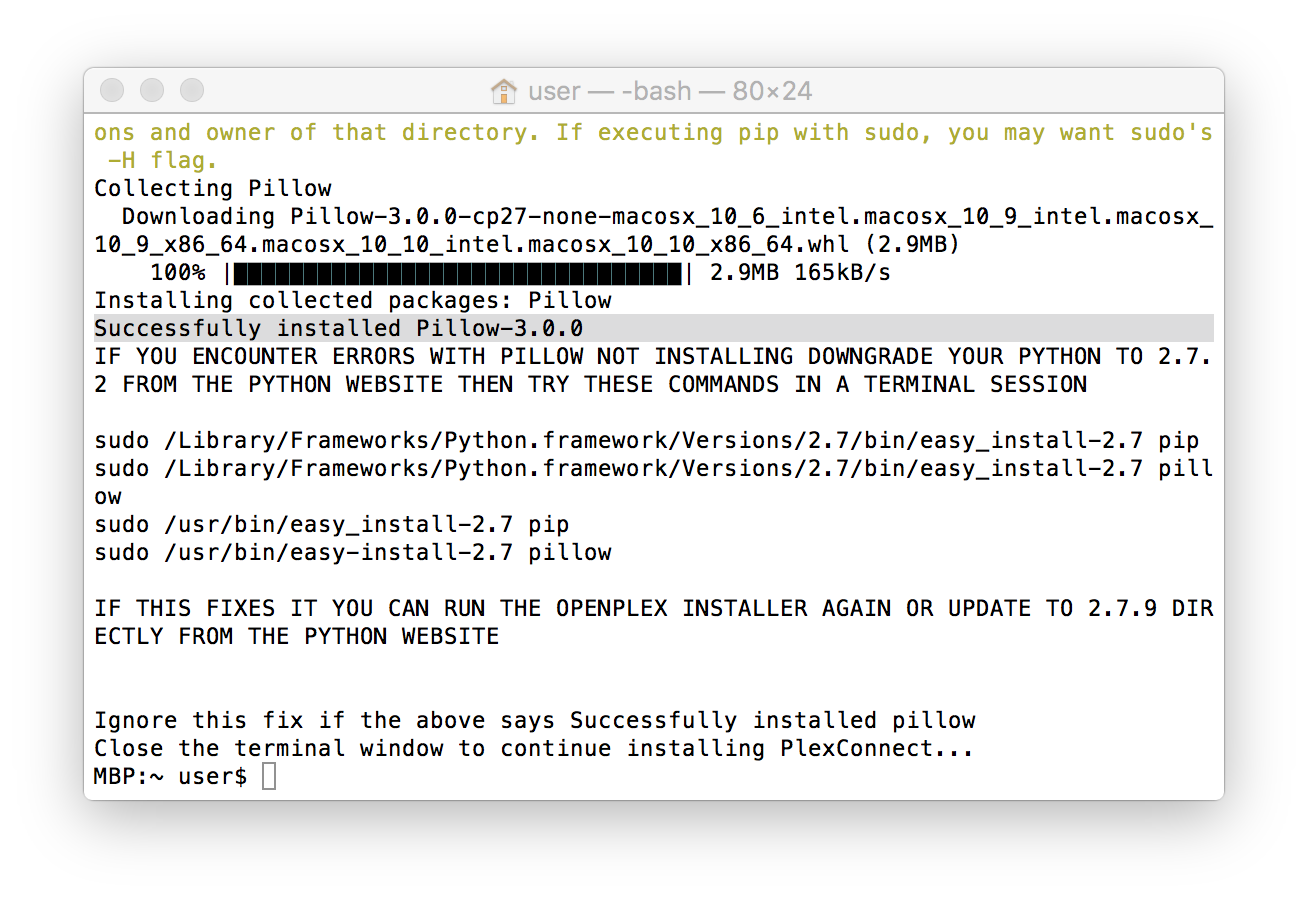 user — -bash — 80×24
ons and owner of that directory. If executing pip with sudo, you may want sudo's
 -H flag.
Collecting Pillow
  Downloading Pillow-3.0.0-cp27-none-macosx_10_6_intel.macosx_10_9_intel.macosx_
10_9_x86_64.macosx_10_10_intel.macosx_10_10_x86_64.whl (2.9MB)
    100% |████████████████████████████████| 2.9MB 165kB/s
Installing collected packages: Pillow
Successfully installed Pillow-3.0.0
IF YOU ENCOUNTER ERRORS WITH PILLOW NOT INSTALLING DOWNGRADE YOUR PYTHON TO 2.7.
2 FROM THE PYTHON WEBSITE THEN TRY THESE COMMANDS IN A TERMINAL SESSION

sudo /Library/Frameworks/Python.framework/Versions/2.7/bin/easy_install-2.7 pip
sudo /Library/Frameworks/Python.framework/Versions/2.7/bin/easy_install-2.7 pill
ow
sudo /usr/bin/easy_install-2.7 pip
sudo /usr/bin/easy-install-2.7 pillow

IF THIS FIXES IT YOU CAN RUN THE OPENPLEX INSTALLER AGAIN OR UPDATE TO 2.7.9 DIR
ECTLY FROM THE PYTHON WEBSITE

Ignore this fix if the above says Successfully installed pillow
Close the terminal window to continue installing PlexConnect...
MBP:~ user$